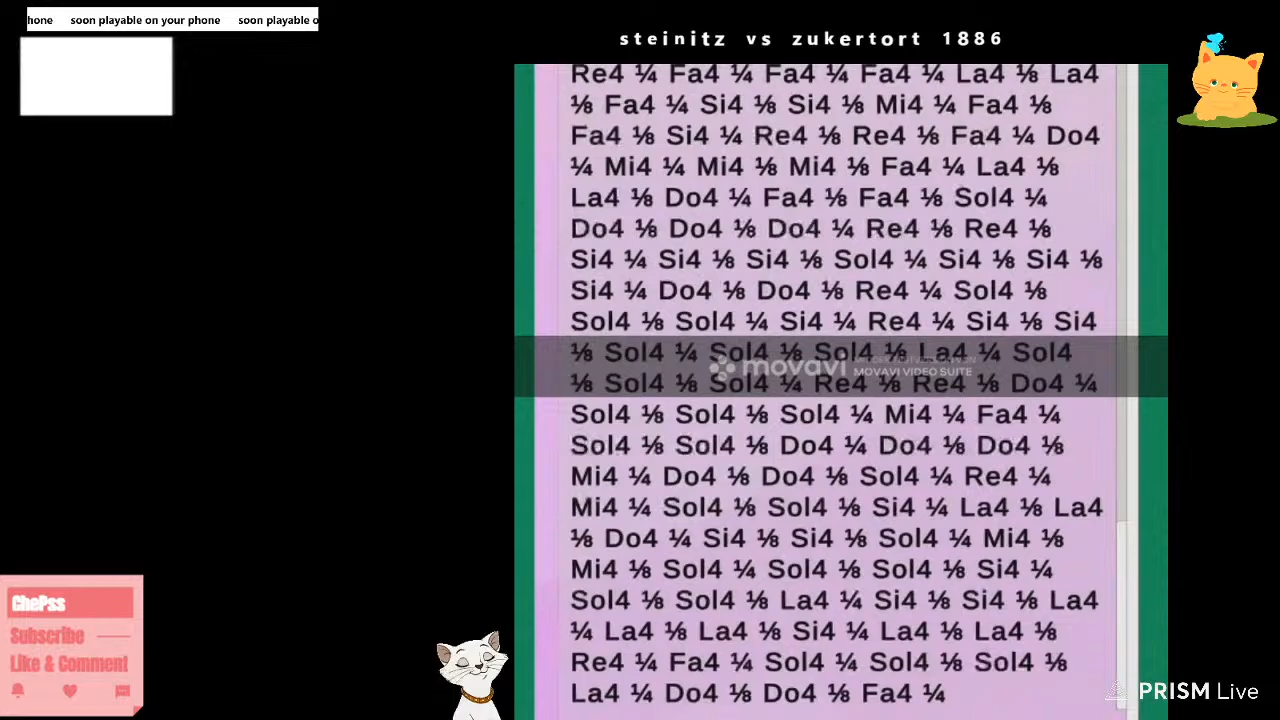 hone soon playable on your phone soon playable o
steinitz vs zukertort 1886
Re4 ¼ Fa4 ¼ Fa4 ¼ Fa4 ¼ La4 ⅛ La4
⅛ Fa4 ¼ Si4 ⅛ Si4 ⅛ Mi4 ¼ Fa4 ⅛
Fa4 ⅛ Si4 ¼ Re4 ⅛ Re4 ⅛ Fa4 ¼ Do4
¼ Mi4 ¼ Mi4 ⅛ Mi4 ⅛ Fa4 ¼ La4 ⅛
La4 ⅛ Do4 ¼ Fa4 ⅛ Fa4 ⅛ Sol4 ¼
Do4 ⅛ Do4 ⅛ Do4 ¼ Re4 ⅛ Re4 ⅛
Si4 ¼ Si4 ⅛ Si4 ⅛ Sol4 ¼ Si4 ⅛ Si4 ⅛
Si4 ¼ Do4 ⅛ Do4 ⅛ Re4 ¼ Sol4 ⅛
Sol4 ⅛ Sol4 ¼ Si4 ¼ Re4 ¼ Si4 ⅛ Si4
⅛ Sol4 ¼ Sol4 ⅛ Sol4 ⅛ La4 ¼ Sol4
⅛ Sol4 ⅛ Sol4 ¼ Re4 ⅛ Re4 ⅛ Do4 ¼
movavi
MOVAVI VIDEO SUITE
Sol4 ⅛ Sol4 ⅛ Sol4 ¼ Mi4 ¼ Fa4 ¼
Sol4 ⅛ Sol4 ⅛ Do4 ¼ Do4 ⅛ Do4 ⅛
Mi4 ¼ Do4 ⅛ Do4 ⅛ Sol4 ¼ Re4 ¼
Mi4 ¼ Sol4 ⅛ Sol4 ⅛ Si4 ¼ La4 ⅛ La4
⅛ Do4 ¼ Si4 ⅛ Si4 ⅛ Sol4 ¼ Mi4 ⅛
Mi4 ⅛ Sol4 ¼ Sol4 ⅛ Sol4 ⅛ Si4 ¼
Sol4 ⅛ Sol4 ⅛ La4 ¼ Si4 ⅛ Si4 ⅛ La4
¼ La4 ⅛ La4 ⅛ Si4 ¼ La4 ⅛ La4 ⅛
Re4 ¼ Fa4 ¼ Sol4 ¼ Sol4 ⅛ Sol4 ⅛
La4 ¼ Do4 ⅛ Do4 ⅛ Fa4 ¼
ChePss
Subscribe
Like & Comment
PRISM Live